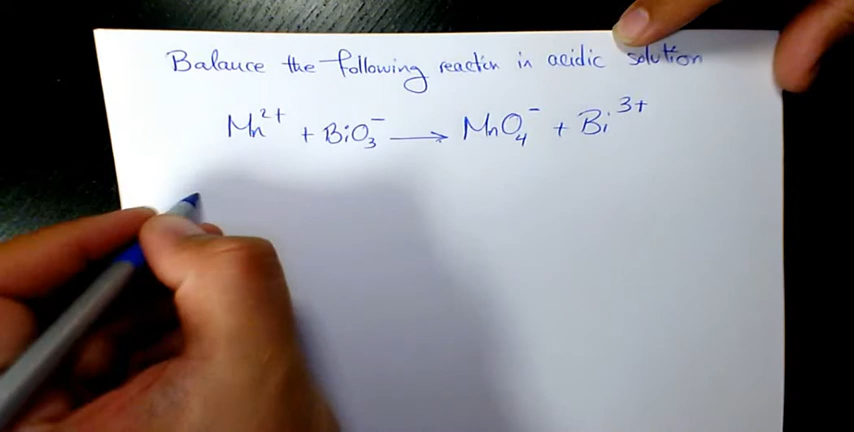 Balance the following reaction in acidic solution
Mn²⁺ + BiO₃⁻ ⟶ MnO₄⁻ + Bi³⁺